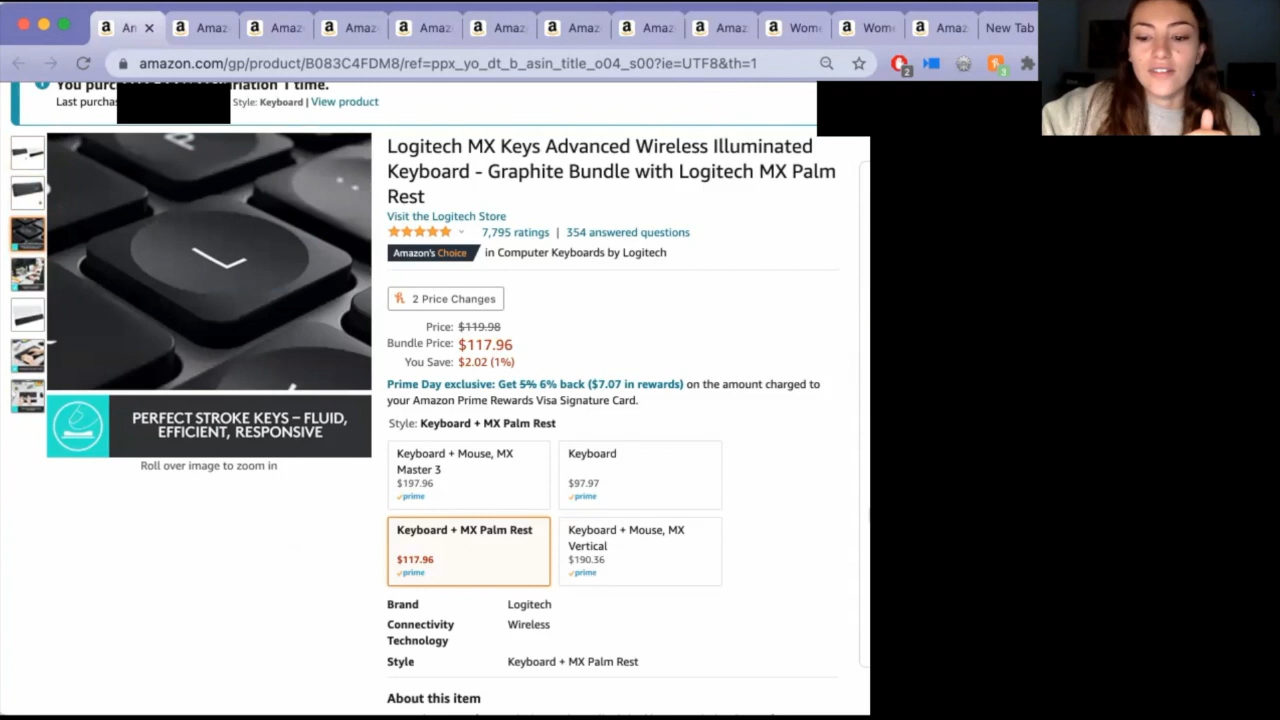 An
Amaz
Amaz
Amaz
Amaz
Amaz
Amaz
Amaz
Amaz
Wom
Wom
Amaz
New Tab
amazon.com/gp/product/B083C4FDM8/ref=ppx_yo_dt_b_asin_title_o04_s00?ie=UTF8&th=1
2
3
You purc variation 1 time.
Last purchas Style: Keyboard | View product
Logitech MX Keys Advanced Wireless Illuminated
Keyboard - Graphite Bundle with Logitech MX Palm
Rest
Visit the Logitech Store
7,795 ratings | 354 answered questions
Amazon's Choice in Computer Keyboards by Logitech
2 Price Changes
Price: $119.98
Bundle Price: $117.96
You Save: $2.02 (1%)
Prime Day exclusive: Get 5% 6% back ($7.07 in rewards) on the amount charged to
your Amazon Prime Rewards Visa Signature Card.
Style: Keyboard + MX Palm Rest
Keyboard + Mouse, MX
Master 3
$197.96
prime
Keyboard
$97.97
prime
Keyboard + MX Palm Rest
$117.96
prime
Keyboard + Mouse, MX
Vertical
$190.36
prime
Brand Logitech
Connectivity
Technology Wireless
Style Keyboard + MX Palm Rest
About this item
L
PERFECT STROKE KEYS – FLUID,
EFFICIENT, RESPONSIVE
Roll over image to zoom in